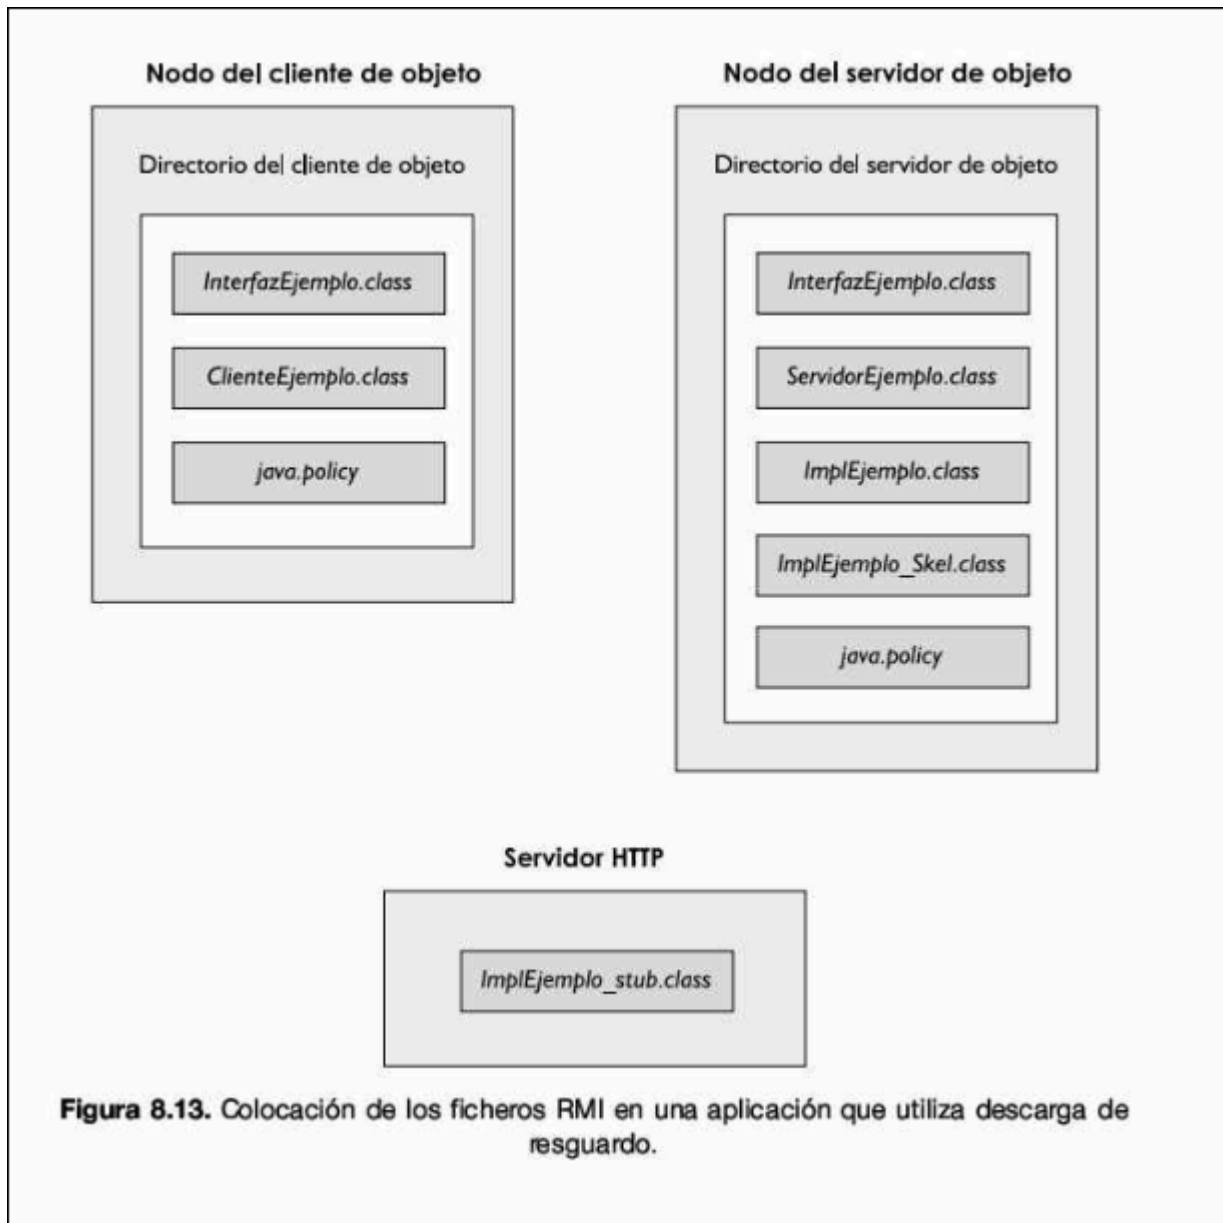 Nodo del cliente de objeto
Directorio del cliente de objeto
InterfazEjemplo.class
ClienteEjemplo.class
java.policy
Nodo del servidor de objeto
Directorio del servidor de objeto
InterfazEjemplo.class
ServidorEjemplo.class
ImplEjemplo.class
ImplEjemplo_Skel.class
java.policy
Servidor HTTP
ImplEjemplo_stub.class
Figura 8.13. Colocación de los ficheros RMI en una aplicación que utiliza descarga de
resguardo.